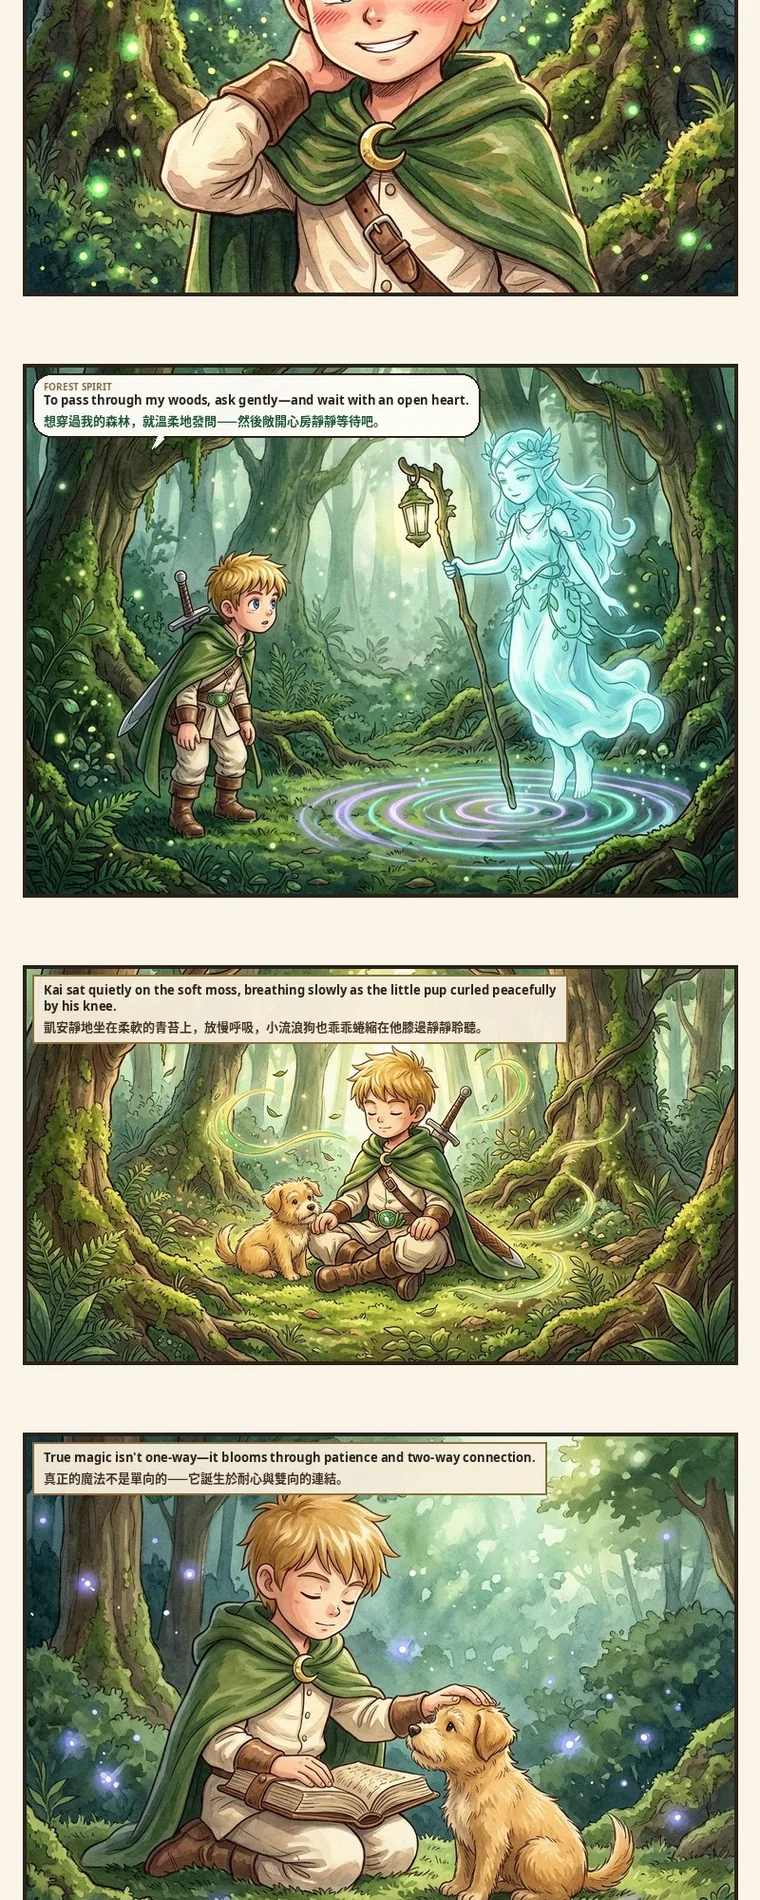 FOREST SPIRIT
To pass through my woods, ask gently—and wait with an open heart.
想穿過我的森林，就溫柔地發問——然後敞開心房靜靜等待吧。
Kai sat quietly on the soft moss, breathing slowly as the little pup curled peacefully
by his knee.
凱安靜地坐在柔軟的青苔上，放慢呼吸，小流浪狗也乖乖蜷縮在他膝邊靜靜聆聽。
True magic isn't one-way—it blooms through patience and two-way connection.
真正的魔法不是單向的——它誕生於耐心與雙向的連結。